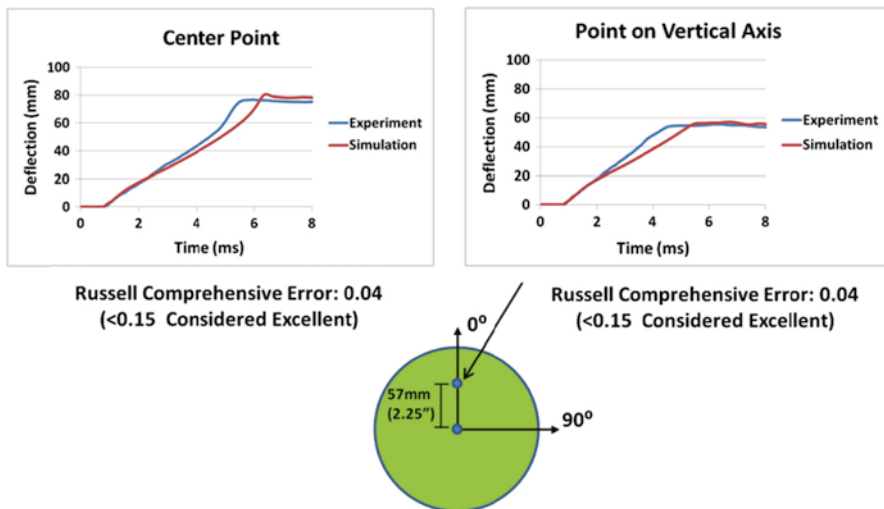 Center Point
Deflection (mm)
100
80
60
40
20
0
0 2 4 6 8
Time (ms)
Experiment
Simulation
Point on Vertical Axis
Deflection (mm)
100
80
60
40
20
0
0 2 4 6 8
Time (ms)
Experiment
Simulation
Russell Comprehensive Error: 0.04
(<0.15 Considered Excellent)
Russell Comprehensive Error: 0.04
(<0.15 Considered Excellent)
0º
57mm
(2.25”)
90º